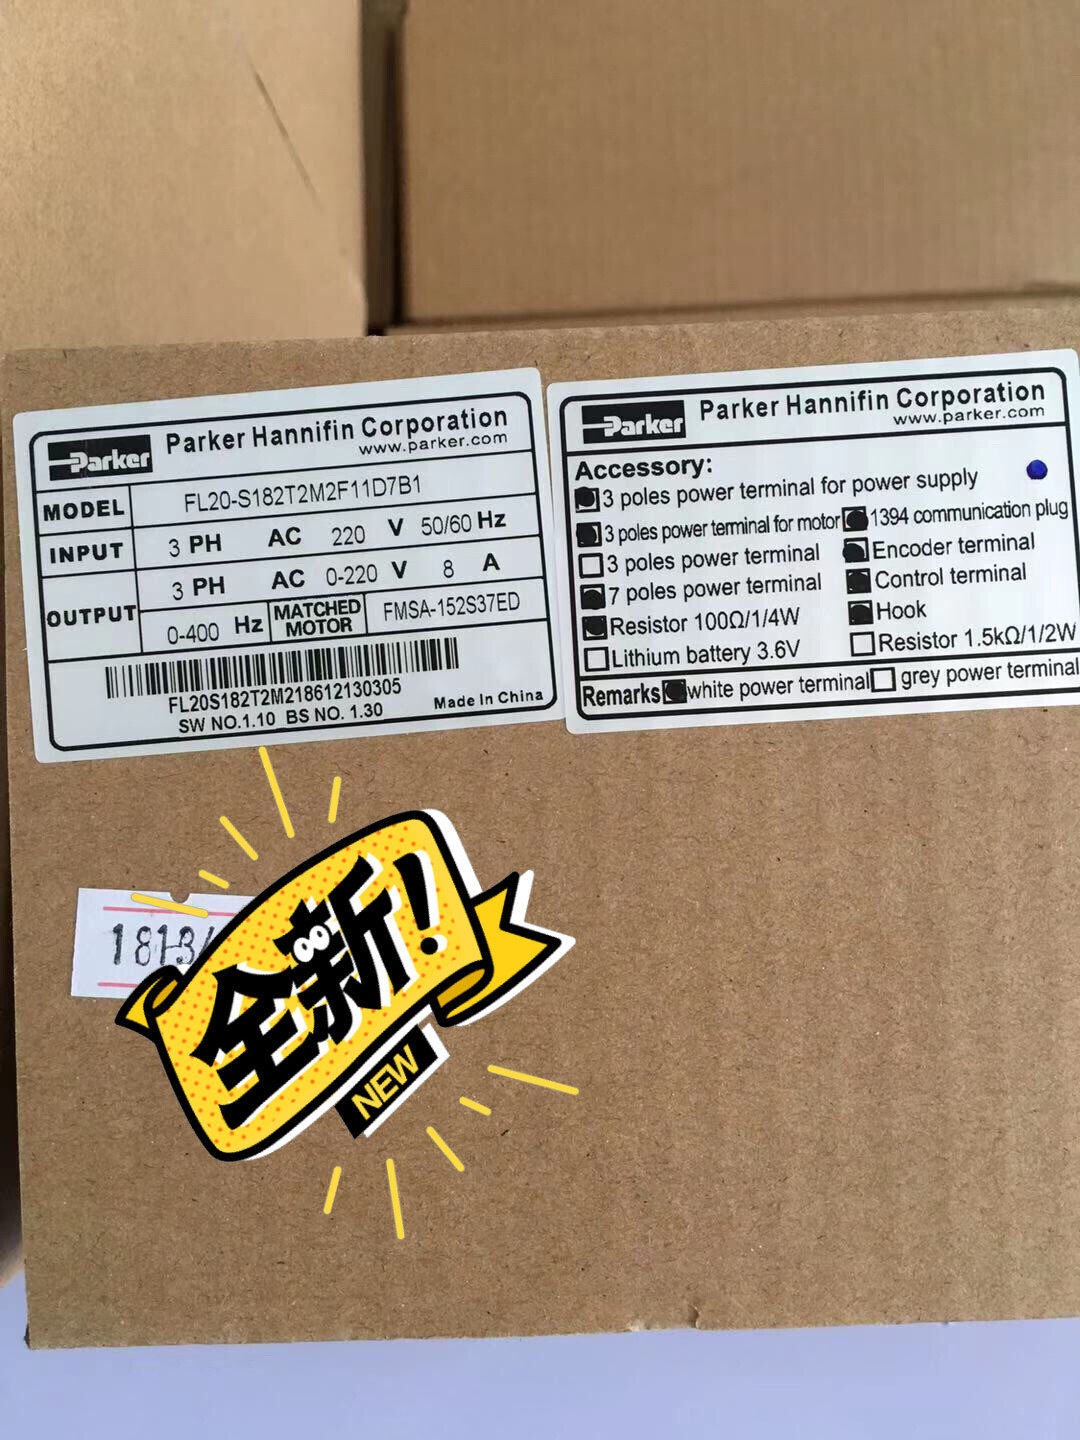 Parker
Parker Hannifin Corporation
www.parker.com
MODEL FL20-S182T2M2F11D7B1
INPUT 3 PH AC 220 V 50/60 Hz
OUTPUT 3 PH AC 0-220 V 8 A
0-400 Hz MATCHED MOTOR FMSA-152S37ED
FL20S182T2M218612130305
SW NO.1.10 BS NO. 1.30
Made In China
Parker
Parker Hannifin Corporation
www.parker.com
Accessory:
3 poles power terminal for power supply
3 poles power terminal for motor 1394 communication plug
3 poles power terminal Encoder terminal
7 poles power terminal Control terminal
Resistor 100Ω/1/4W Hook
Lithium battery 3.6V Resistor 1.5kΩ/1/2W
Remarks white power terminal grey power terminal
全新!
NEW